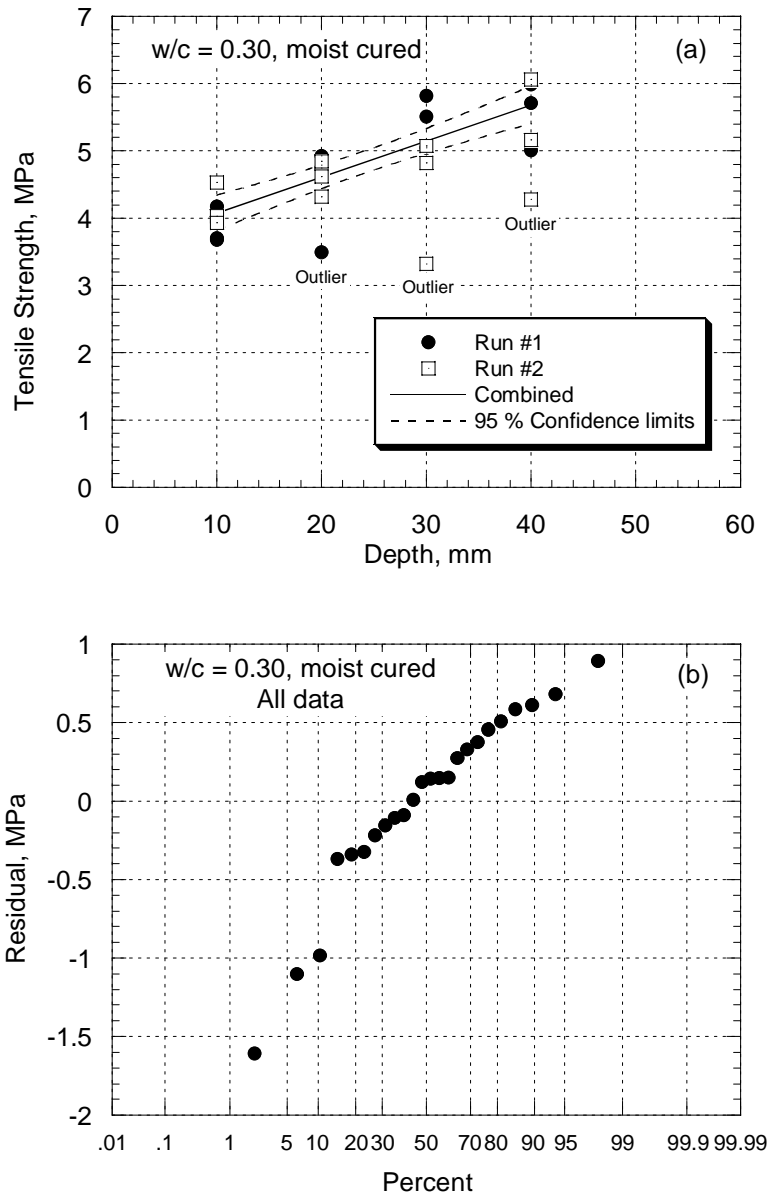 7
w/c = 0.30, moist cured
(a)
6
5
4
3
2
1
0
Tensile Strength, MPa
Outlier
Outlier
Outlier
Run #1
Run #2
Combined
95 % Confidence limits
0 10 20 30 40 50 60
Depth, mm
1
w/c = 0.30, moist cured
All data
(b)
0.5
0
-0.5
-1
-1.5
-2
Residual, MPa
.01 .1 1 5 10 20 30 50 70 80 90 95 99 99.9 99.99
Percent